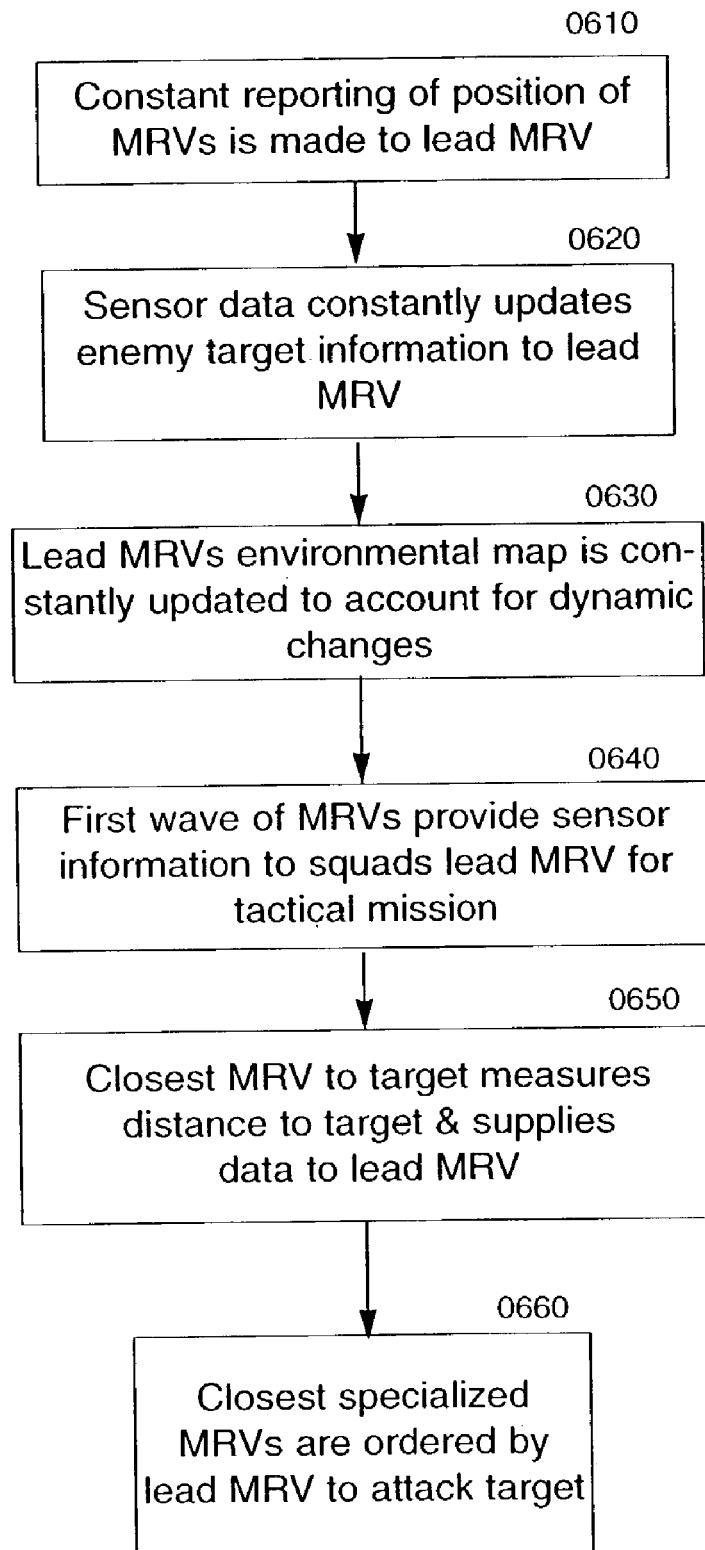 0610
Constant reporting of position of
MRVs is made to lead MRV
0620
Sensor data constantly updates
enemy target information to lead
MRV
0630
Lead MRVs environmental map is con-
stantly updated to account for dynamic
changes
0640
First wave of MRVs provide sensor
information to squads lead MRV for
tactical mission
0650
Closest MRV to target measures
distance to target & supplies
data to lead MRV
0660
Closest specialized
MRVs are ordered by
lead MRV to attack target